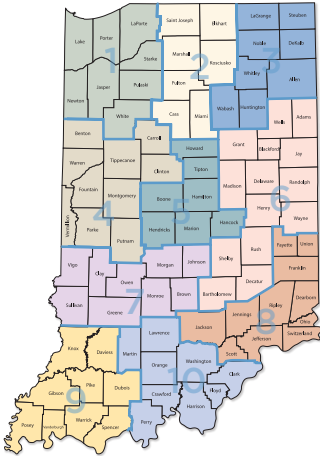 Saint Joseph
Elkhart
LaGrange
Steuben
LaPorte
Porter
Lake
Noble
DeKalb
Marshall
Kosciusko
Starke
1
2
3
Whitley
Allen
Jasper
Pulaski
Fulton
Newton
Wabash
Huntington
White
Cass
Miami
Wells
Adams
Benton
Carroll
Howard
Grant
Blackford
Jay
Warren
Tippecanoe
Clinton
Tipton
Madison
Delaware
Randolph
Fountain
Montgomery
Boone
Hamilton
6
Henry
4
5
Wayne
Vermillion
Parke
Putnam
Hendricks
Marion
Hancock
Rush
Fayette
Union
Shelby
Vigo
Clay
Morgan
Johnson
Franklin
Owen
7
Decatur
Sullivan
Greene
Monroe
Brown
Bartholomew
Dearborn
Ripley
Jennings
8
Ohio
Switzerland
Jefferson
Jackson
Lawrence
Knox
Daviess
Martin
Scott
Orange
Washington
Clark
10
Pike
Dubois
Gibson
9
Crawford
Floyd
Harrison
Posey
Vanderburgh
Warrick
Spencer
Perry